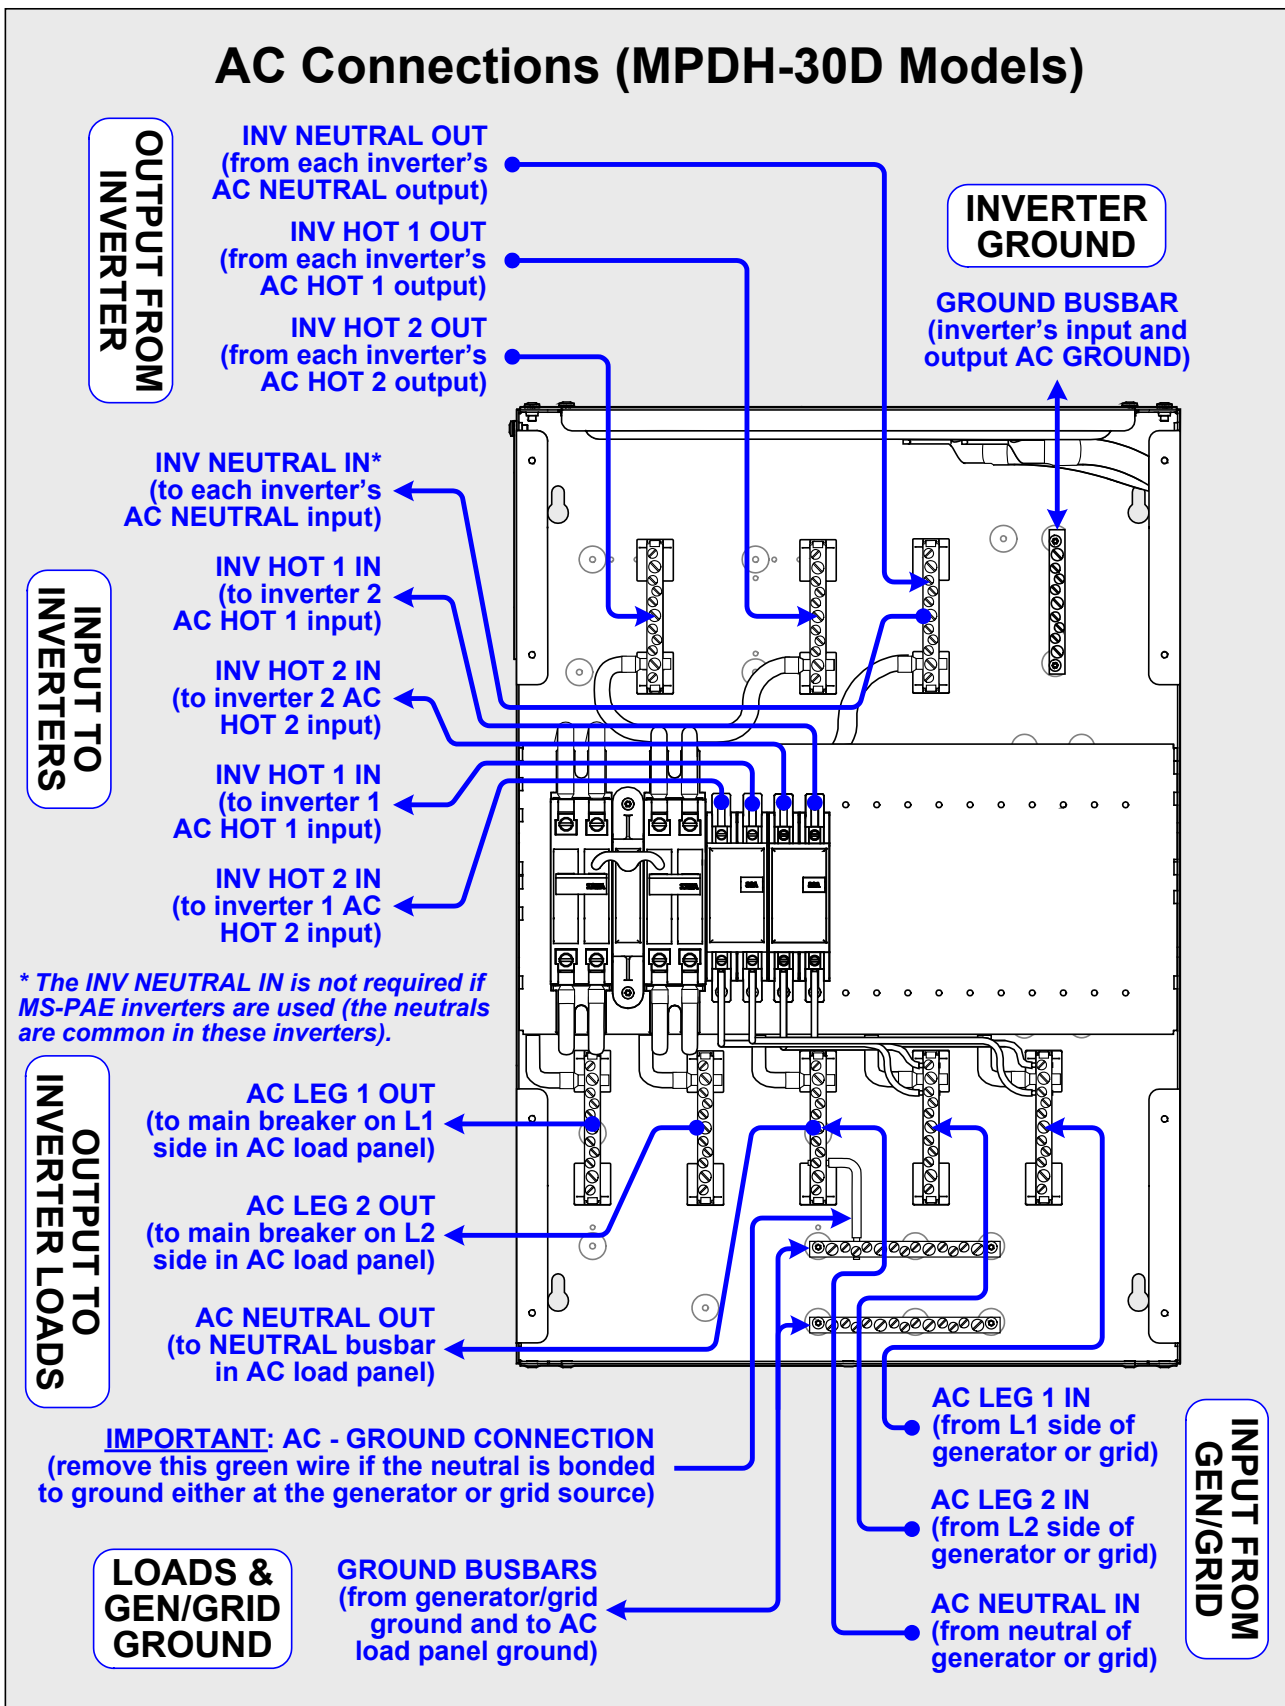 AC Connections (MPDH-30D Models)
OUTPUT FROM
INVERTER
INV NEUTRAL OUT
(from each inverter’s
AC NEUTRAL output)
INV HOT 1 OUT
(from each inverter’s
AC HOT 1 output)
INV HOT 2 OUT
(from each inverter’s
AC HOT 2 output)
INVERTER
GROUND
GROUND BUSBAR
(inverter’s input and
output AC GROUND)
INPUT TO
INVERTERS
INV NEUTRAL IN*
(to each inverter’s
AC NEUTRAL input)
INV HOT 1 IN
(to inverter 2
AC HOT 1 input)
INV HOT 2 IN
(to inverter 2 AC
HOT 2 input)
INV HOT 1 IN
(to inverter 1
AC HOT 1 input)
INV HOT 2 IN
(to inverter 1 AC
HOT 2 input)
* The INV NEUTRAL IN is not required if
MS-PAE inverters are used (the neutrals
are common in these inverters).
OUTPUT TO
INVERTER LOADS
AC LEG 1 OUT
(to main breaker on L1
side in AC load panel)
AC LEG 2 OUT
(to main breaker on L2
side in AC load panel)
AC NEUTRAL OUT
(to NEUTRAL busbar
in AC load panel)
IMPORTANT: AC - GROUND CONNECTION
(remove this green wire if the neutral is bonded
to ground either at the generator or grid source)
LOADS &
GEN/GRID
GROUND
GROUND BUSBARS
(from generator/grid
ground and to AC
load panel ground)
AC LEG 1 IN
(from L1 side of
generator or grid)
AC LEG 2 IN
(from L2 side of
generator or grid)
AC NEUTRAL IN
(from neutral of
generator or grid)
INPUT FROM
GEN/GRID